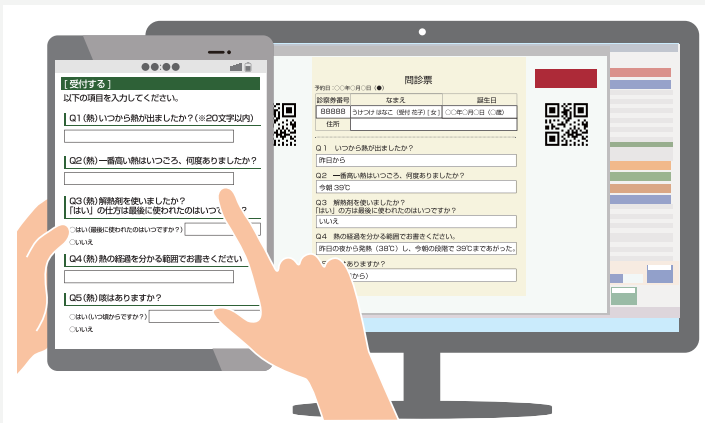 ●●:●●
[ 受付する ]
以下の項目を入力してください。
Q1(熱)いつから熱が出ましたか?(※20文字以内)
Q2(熱)一番高い熱はいつごろ、何度ありましたか?
Q3(熱)解熱剤を使いましたか?
「はい」の仕方は最後に使われたのはいつで ?
○はい(最後に使われたのはいつですか?)
○いいえ
Q4(熱)熱の経過を分かる範囲でお書きください
Q5(熱)咳はありますか?
○はい(いつ頃からですか?)
○いいえ
問診票
予約日:○○年○月○日(●)
診察券番号 なまえ 誕生日
88888 うけつけ はなこ(受付 花子)[ 女 ] ○○年○月○日(○歳)
住所
Q1 いつから熱が出ましたか?
昨日から
Q2 一番高い熱はいつごろ、何度ありましたか?
今朝 39℃
Q3 解熱剤を使いましたか?
「はい」の方は最後に使われたのはいつですか?
いいえ
Q4 熱の経過を分かる範囲でお書きください。
昨日の夜から発熱(38℃)し、今朝の段階で 39℃まであがった。
ありますか?
から)